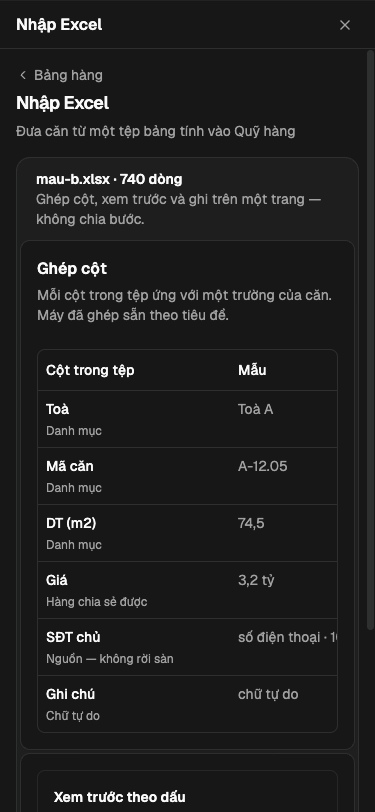 Nhập Excel
Bảng hàng
Nhập Excel
Đưa căn từ một tệp bảng tính vào Quỹ hàng
mau-b.xlsx · 740 dòng
Ghép cột, xem trước và ghi trên một trang —
không chia bước.
Ghép cột
Mỗi cột trong tệp ứng với một trường của căn.
Máy đã ghép sẵn theo tiêu đề.
Cột trong tệp Mẫu
Toà Toà A
Danh mục
Mã căn A-12.05
Danh mục
DT (m2) 74,5
Danh mục
Giá 3,2 tỷ
Hàng chia sẻ được
SĐT chủ số điện thoại ·
Nguồn — không rời sàn
Ghi chú chữ tự do
Chữ tự do
Xem trước theo dấu